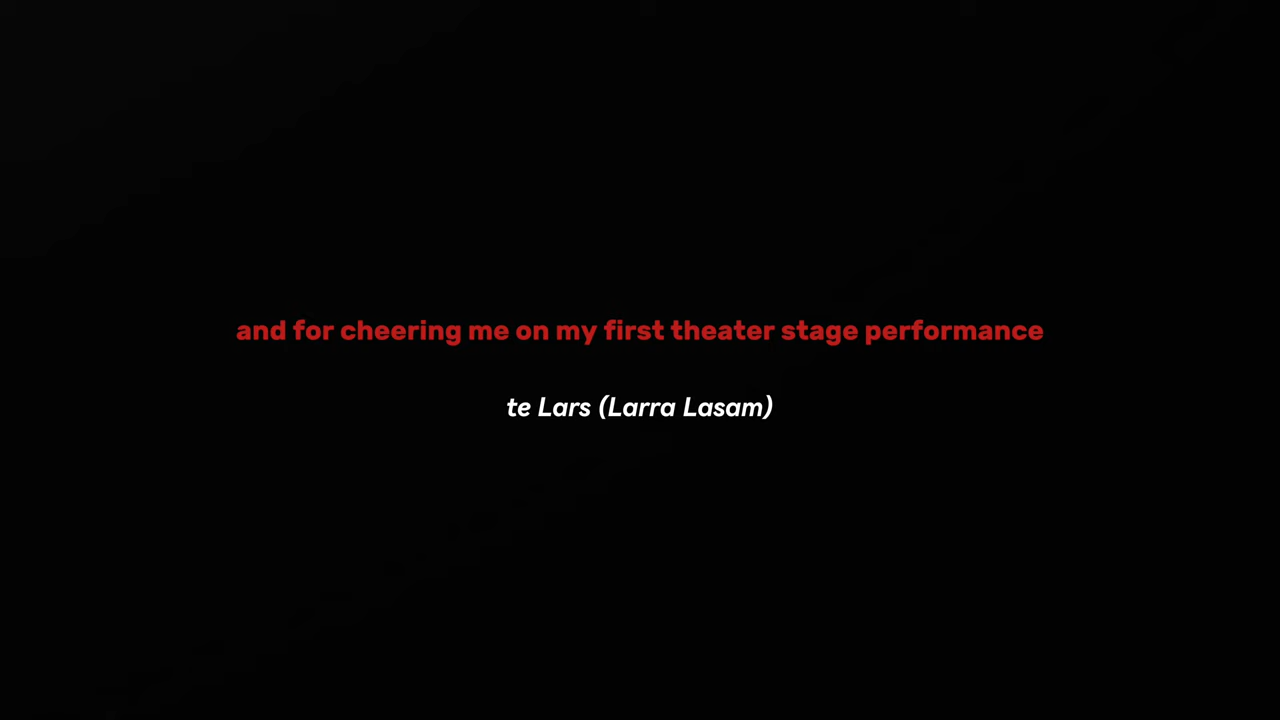 and for cheering me on my first theater stage performance
te Lars (Larra Lasam)